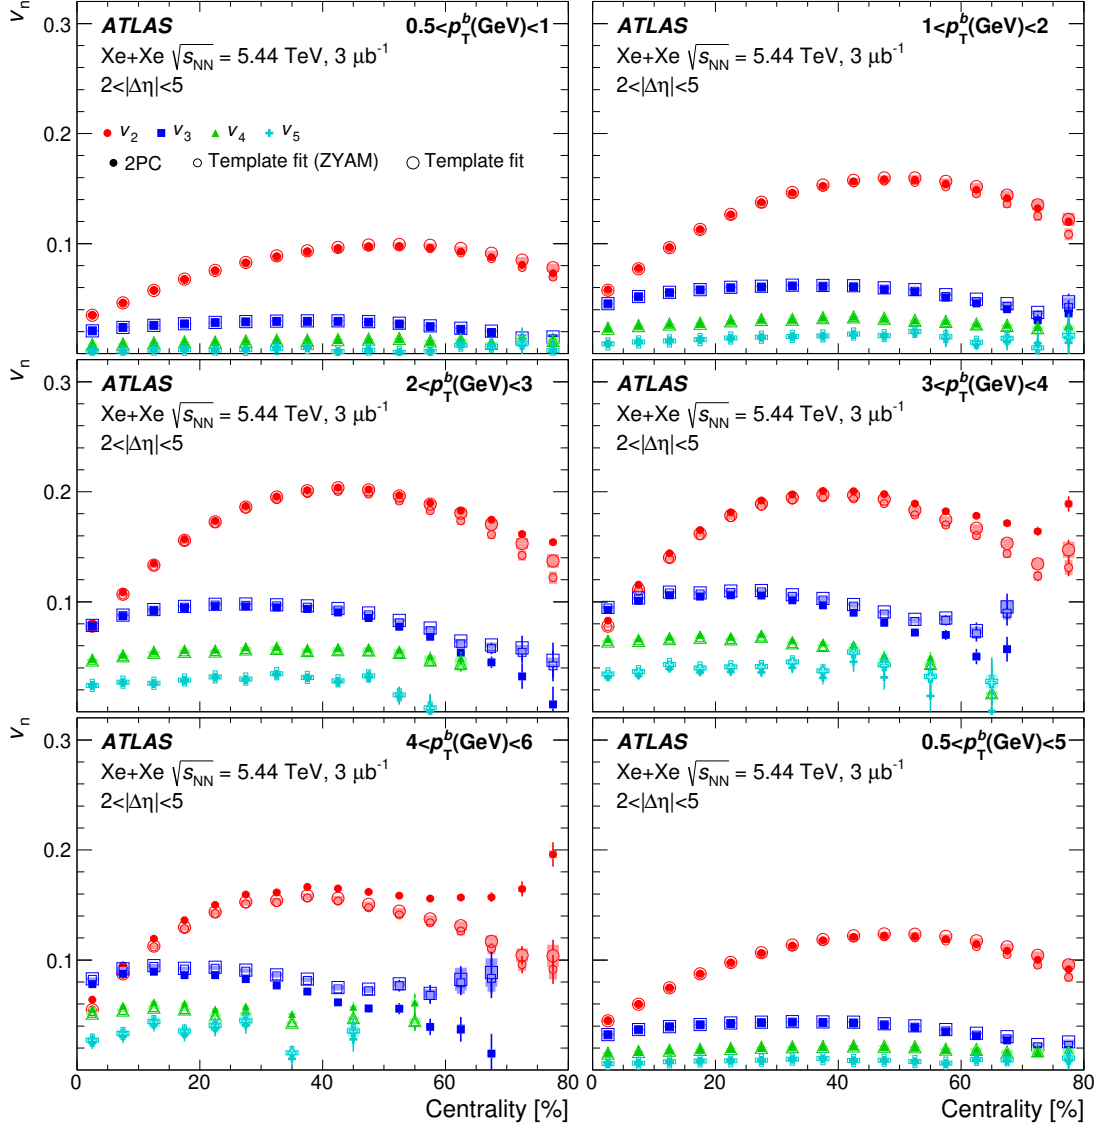 v_n
0.3
0.2
0.1
ATLAS
0.5<p_T^b(GeV)<1
Xe+Xe √s_NN = 5.44 TeV, 3 μb⁻¹
2<|Δη|<5
v_2 v_3 v_4 v_5
2PC Template fit (ZYAM) Template fit
ATLAS
1<p_T^b(GeV)<2
Xe+Xe √s_NN = 5.44 TeV, 3 μb⁻¹
2<|Δη|<5
v_n
0.3
0.2
0.1
ATLAS
2<p_T^b(GeV)<3
Xe+Xe √s_NN = 5.44 TeV, 3 μb⁻¹
2<|Δη|<5
ATLAS
3<p_T^b(GeV)<4
Xe+Xe √s_NN = 5.44 TeV, 3 μb⁻¹
2<|Δη|<5
v_n
0.3
0.2
0.1
ATLAS
4<p_T^b(GeV)<6
Xe+Xe √s_NN = 5.44 TeV, 3 μb⁻¹
2<|Δη|<5
0 20 40 60 80
Centrality [%]
ATLAS
0.5<p_T^b(GeV)<5
Xe+Xe √s_NN = 5.44 TeV, 3 μb⁻¹
2<|Δη|<5
0 20 40 60 80
Centrality [%]